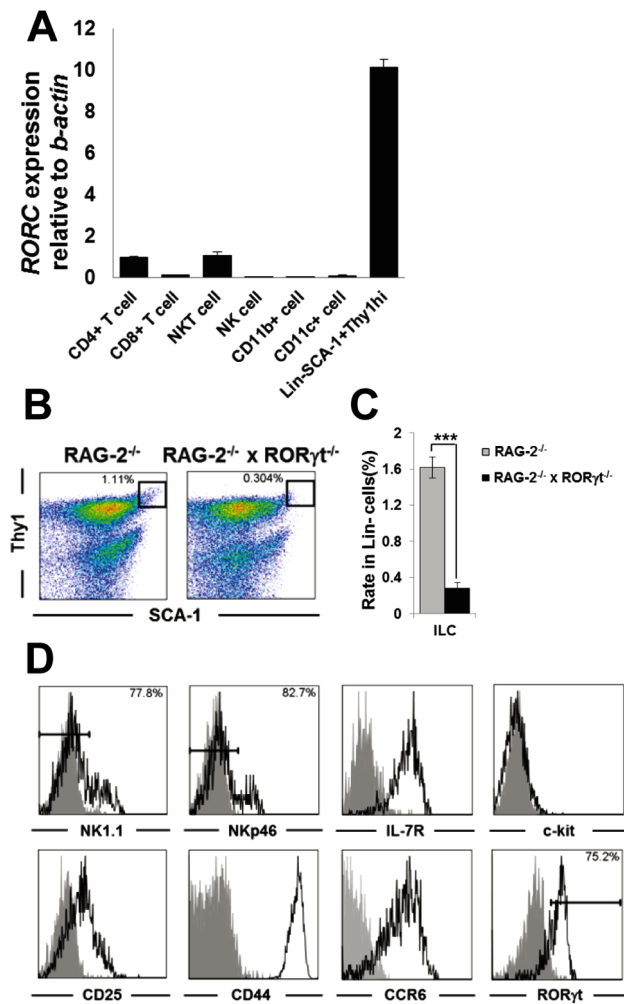 A
RORC expression
relative to b-actin
12
10
8
6
4
2
0
CD4+ T cell
CD8+ T cell
NKT cell
NK cell
CD11b+ cell
CD11c+ cell
Lin-SCA-1+Thy1hi
B
RAG-2-/-
RAG-2-/- x RORγt-/-
1.11%
0.304%
Thy1
SCA-1
C
Rate in Lin- cells(%)
2
1.6
1.2
0.8
0.4
0
***
ILC
RAG-2-/-
RAG-2-/- x RORγt-/-
D
77.8%
82.7%
NK1.1
NKp46
IL-7R
c-kit
75.2%
CD25
CD44
CCR6
RORγt